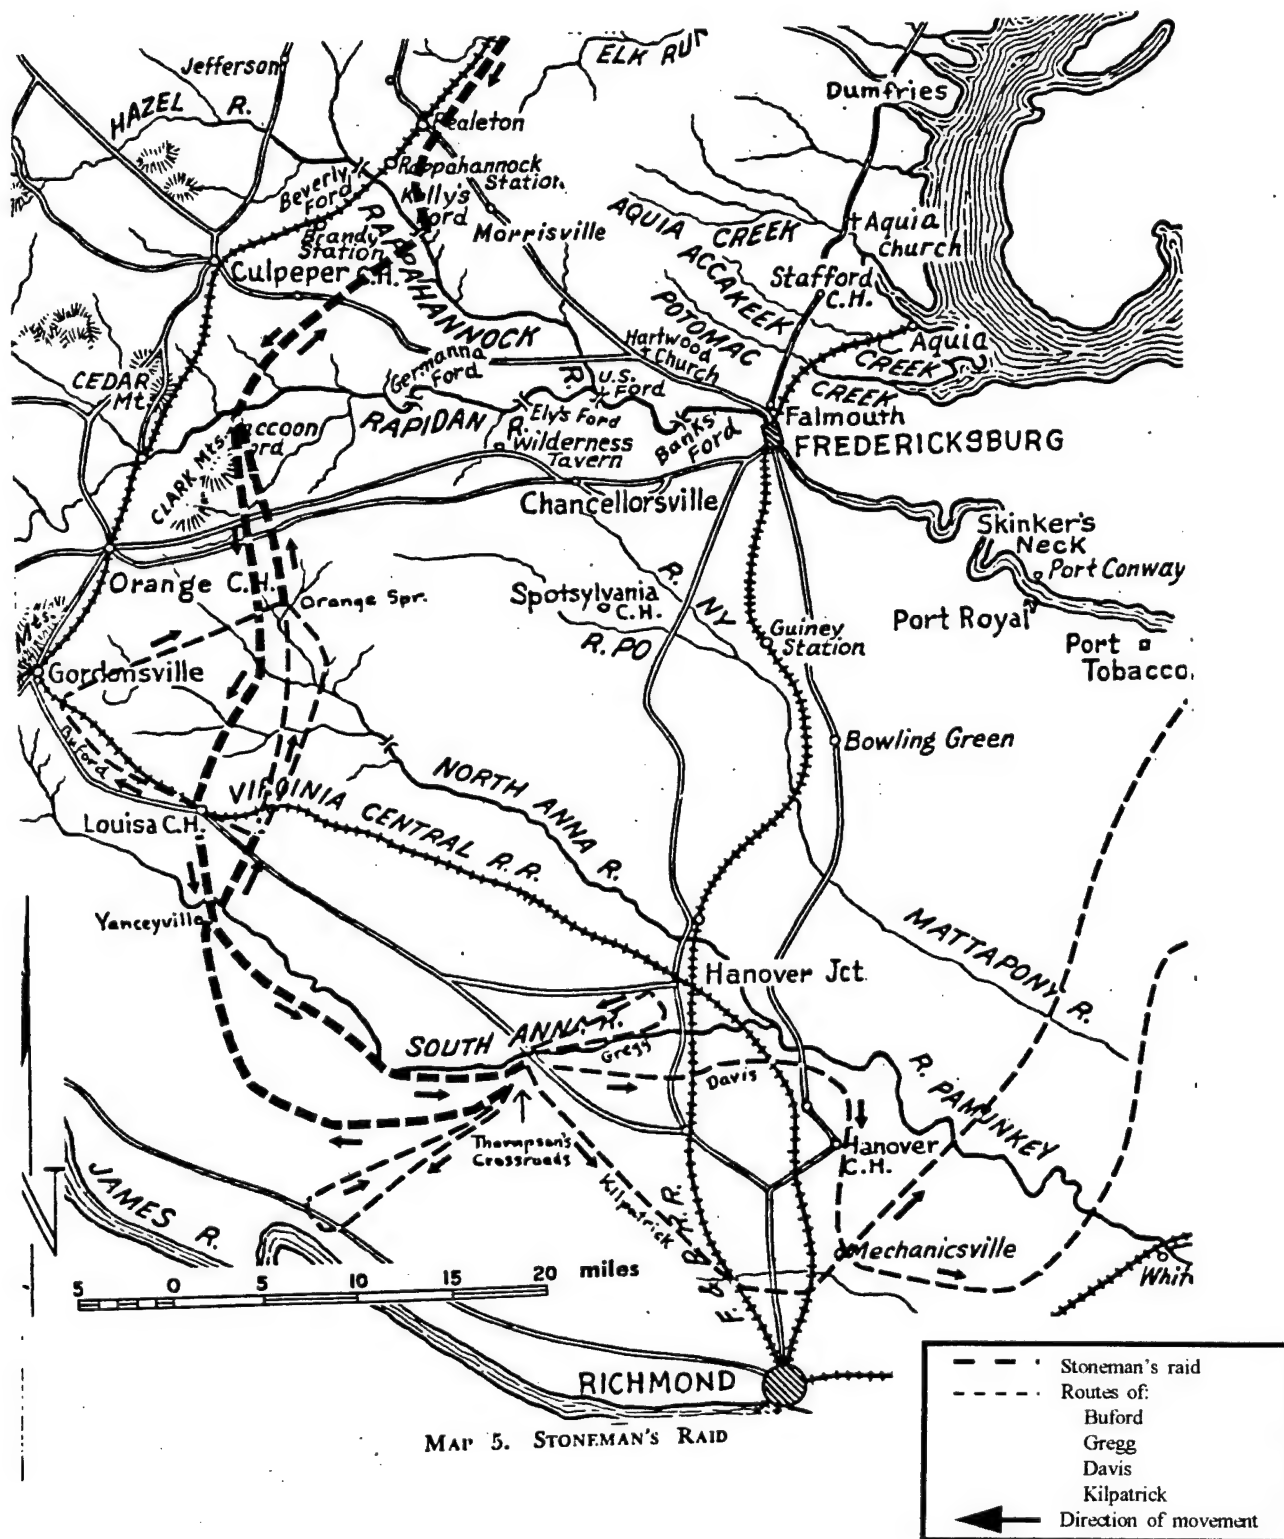 ELK RUN
Jefferson
Dumfries
HAZEL
R.
Realeton
Rappahannock
Station
Beverly
Ford
Kelly's
Ford
Brandy
Station
Morrisville
Culpeper C.H.
RAPPAHANNOCK
R.
AQUIA
CREEK
Aquia
Church
ACCAKEEK
Stafford
C.H.
POTOMAC
CREEK
Aquia
CREEK
Hartwood
Church
Germanna
Ford
U.S.
Ford
CEDAR
Mt.
Ely's Ford
RAPIDAN
R.
Banks'
Ford
Falmouth
FREDERICKSBURG
Raccoon
Ford
Wilderness
Tavern
CLARK Mts.
Chancellorsville
Skinker's
Neck
Port Conway
Orange C.H.
Orange Spr.
Spotsylvania
C.H.
R.
NY
R. PO
Guiney
Station
Port Royal
Port
Tobacco.
Mts.
Gordonsville
Buford
Bowling Green
NORTH ANNA R.
VIRGINIA CENTRAL R.R.
Louisa C.H.
Yanceyville
MATTAPONY R.
Hanover Jct.
SOUTH ANNA R.
Gregg
Davis
R. PAMUNKEY
Thompson's
Crossroads
Hanover
C.H.
Kilpatrick
JAMES R.
Mechanicsville
Whit
F. & P. R. R.
5 0 5 10 15 20 miles
RICHMOND
MAP 5. STONEMAN'S RAID
Stoneman's raid
Routes of:
Buford
Gregg
Davis
Kilpatrick
Direction of movement